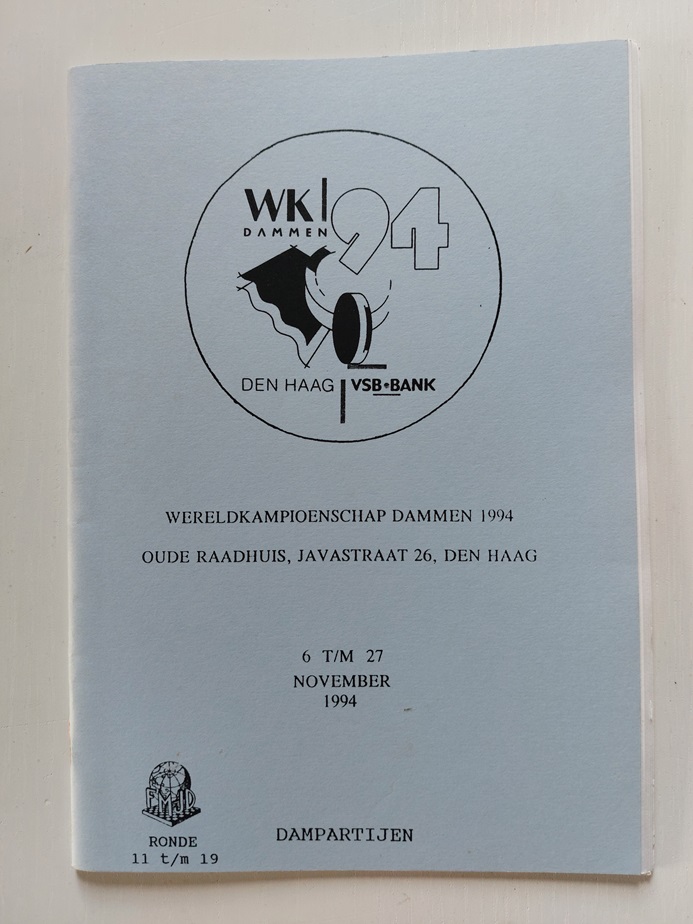 WK 94
DAMMEN
DEN HAAG VSB•BANK
WERELDKAMPIOENSCHAP DAMMEN 1994
OUDE RAADHUIS, JAVASTRAAT 26, DEN HAAG
6 T/M 27
NOVEMBER
1994
FMJD
RONDE
11 t/m 19
DAMPARTIJEN